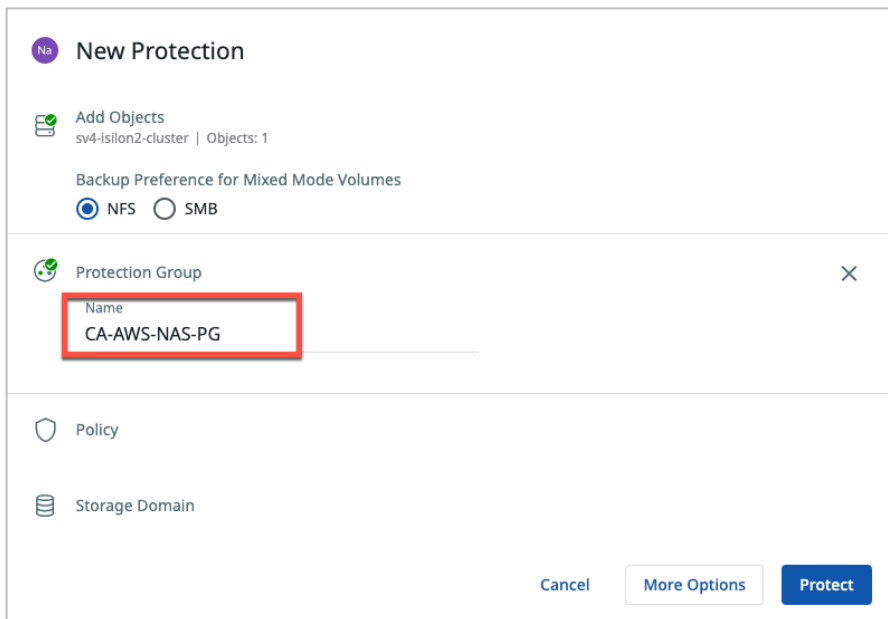 Na New Protection
Add Objects
sv4-isilon2-cluster | Objects: 1
Backup Preference for Mixed Mode Volumes
NFS SMB
Protection Group
Name
CA-AWS-NAS-PG
Policy
Storage Domain
Cancel More Options Protect